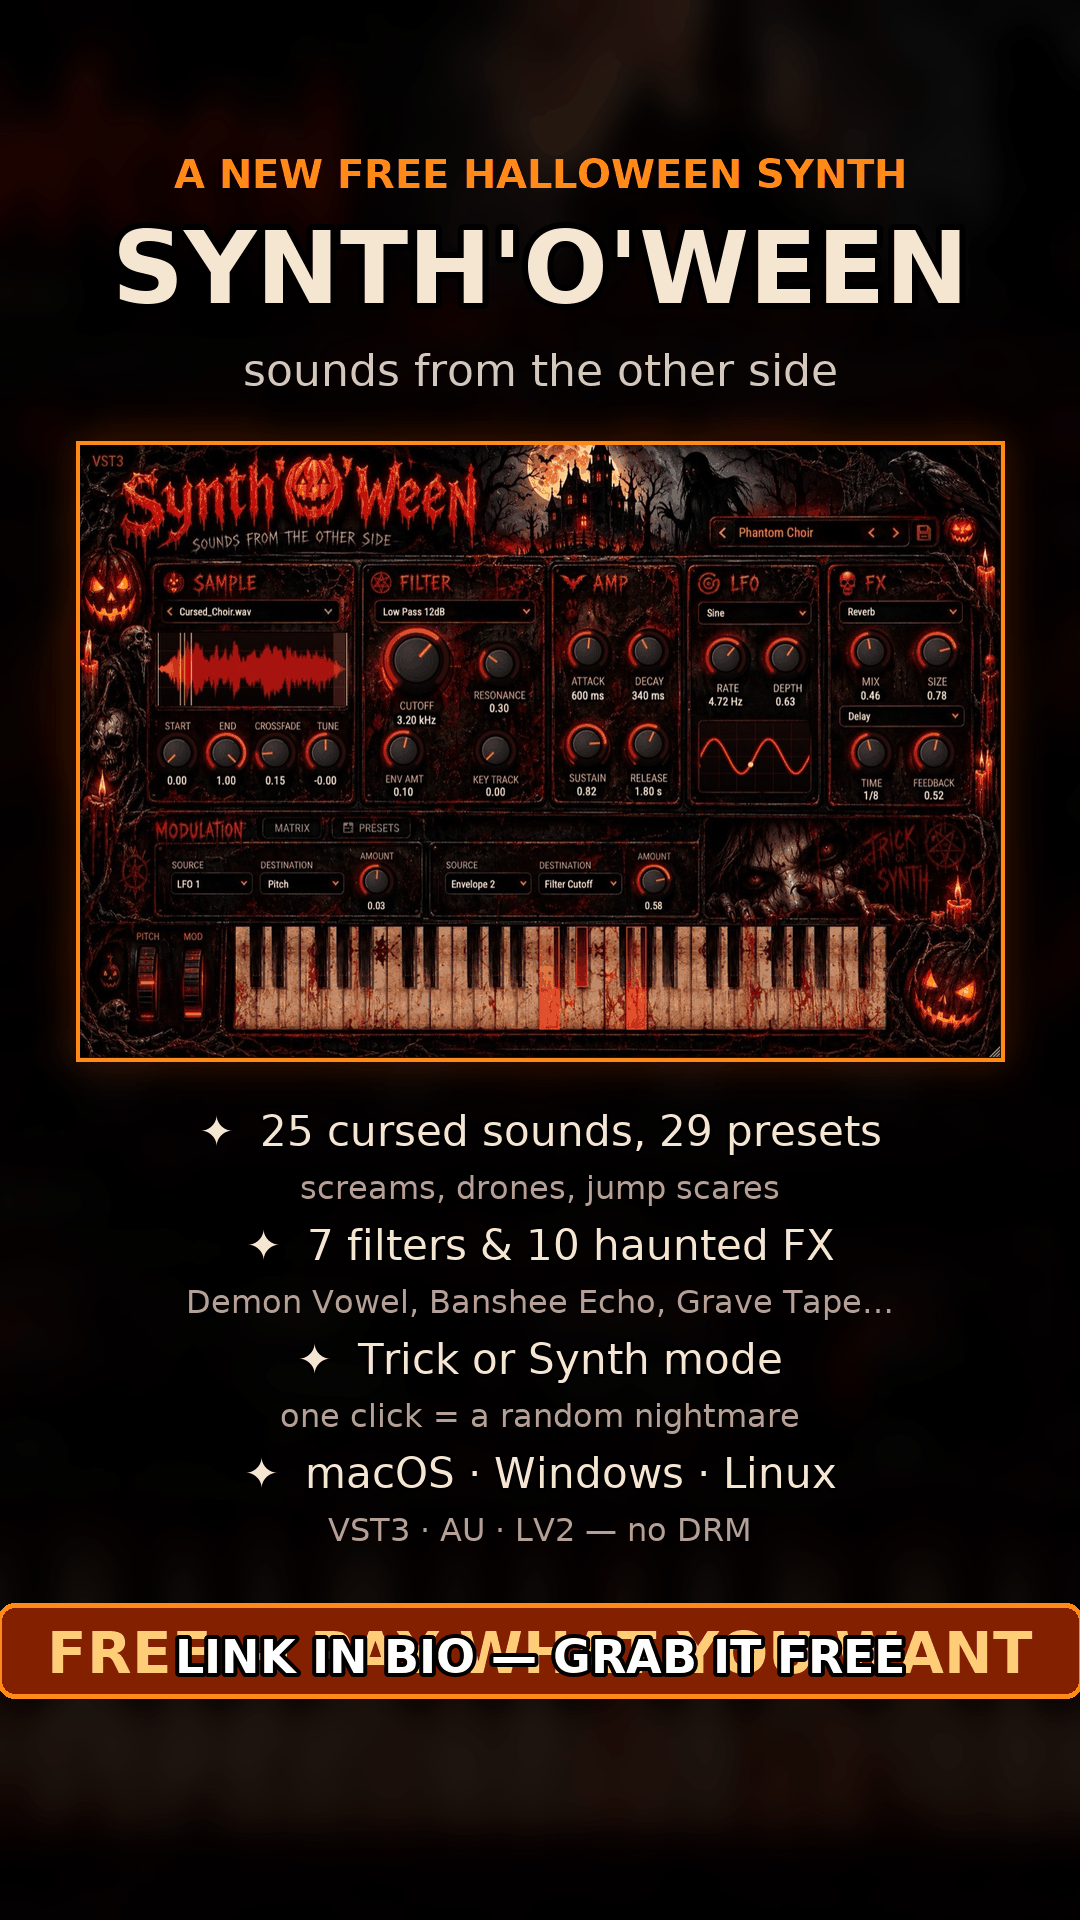 A NEW FREE HALLOWEEN SYNTH
SYNTH'O'WEEN
sounds from the other side
VST3
Synth'O'Ween
SOUNDS FROM THE OTHER SIDE
Phantom Choir
SAMPLE
FILTER
AMP
LFO
FX
Cursed_Choir.wav
Low Pass 12dB
Sine
Reverb
CUTOFF
3.20 kHz
RESONANCE
0.30
ATTACK
600 ms
DECAY
340 ms
RATE
4.72 Hz
DEPTH
0.63
MIX
0.46
SIZE
0.78
Delay
START
END
CROSSFADE
TUNE
0.00
1.00
0.15
-0.00
ENV AMT
0.10
KEY TRACK
0.00
SUSTAIN
0.82
RELEASE
1.80 s
TIME
1/8
FEEDBACK
0.52
MODULATION
MATRIX
PRESETS
SOURCE
LFO 1
DESTINATION
Pitch
AMOUNT
0.03
SOURCE
Envelope 2
DESTINATION
Filter Cutoff
AMOUNT
0.58
TRICK
SYNTH
PITCH
MOD
✦ 25 cursed sounds, 29 presets
screams, drones, jump scares
✦ 7 filters & 10 haunted FX
Demon Vowel, Banshee Echo, Grave Tape...
✦ Trick or Synth mode
one click = a random nightmare
✦ macOS · Windows · Linux
VST3 · AU · LV2 — no DRM
FREE PAY WHAT YOU WANT
LINK IN BIO — GRAB IT FREE